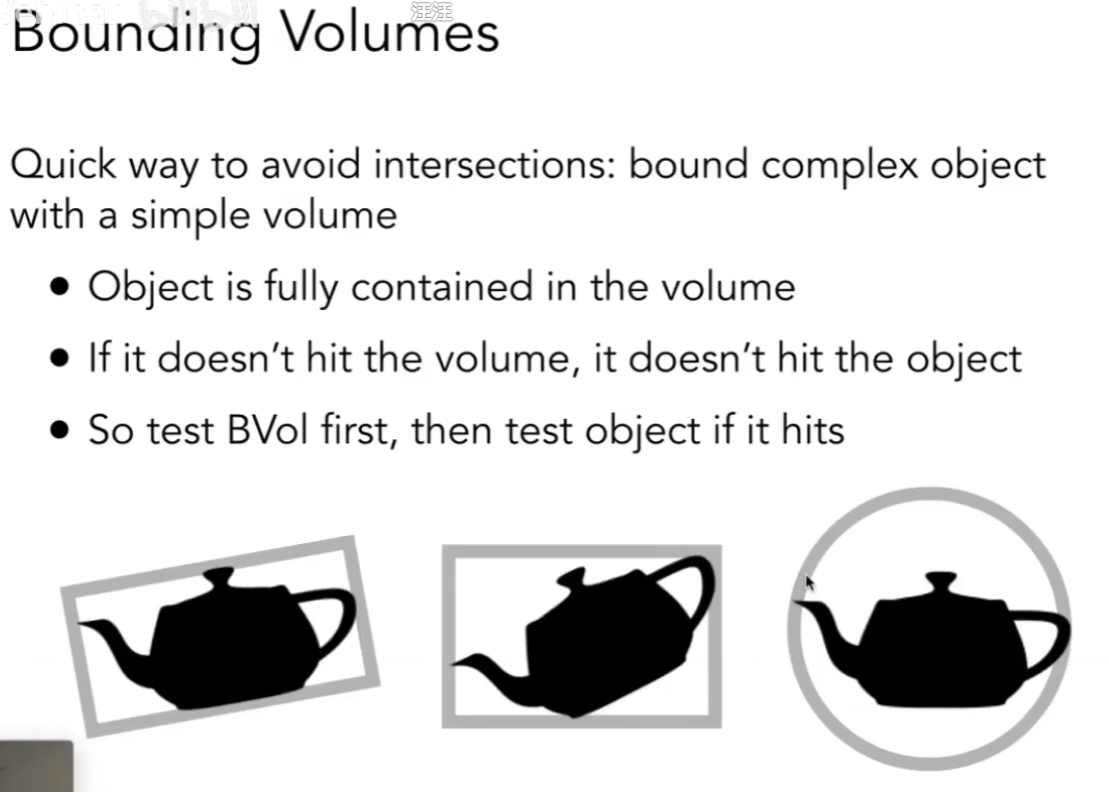 汪汪
Bounding Volumes
Quick way to avoid intersections: bound complex object
with a simple volume
• Object is fully contained in the volume
• If it doesn’t hit the volume, it doesn’t hit the object
• So test BVol first, then test object if it hits